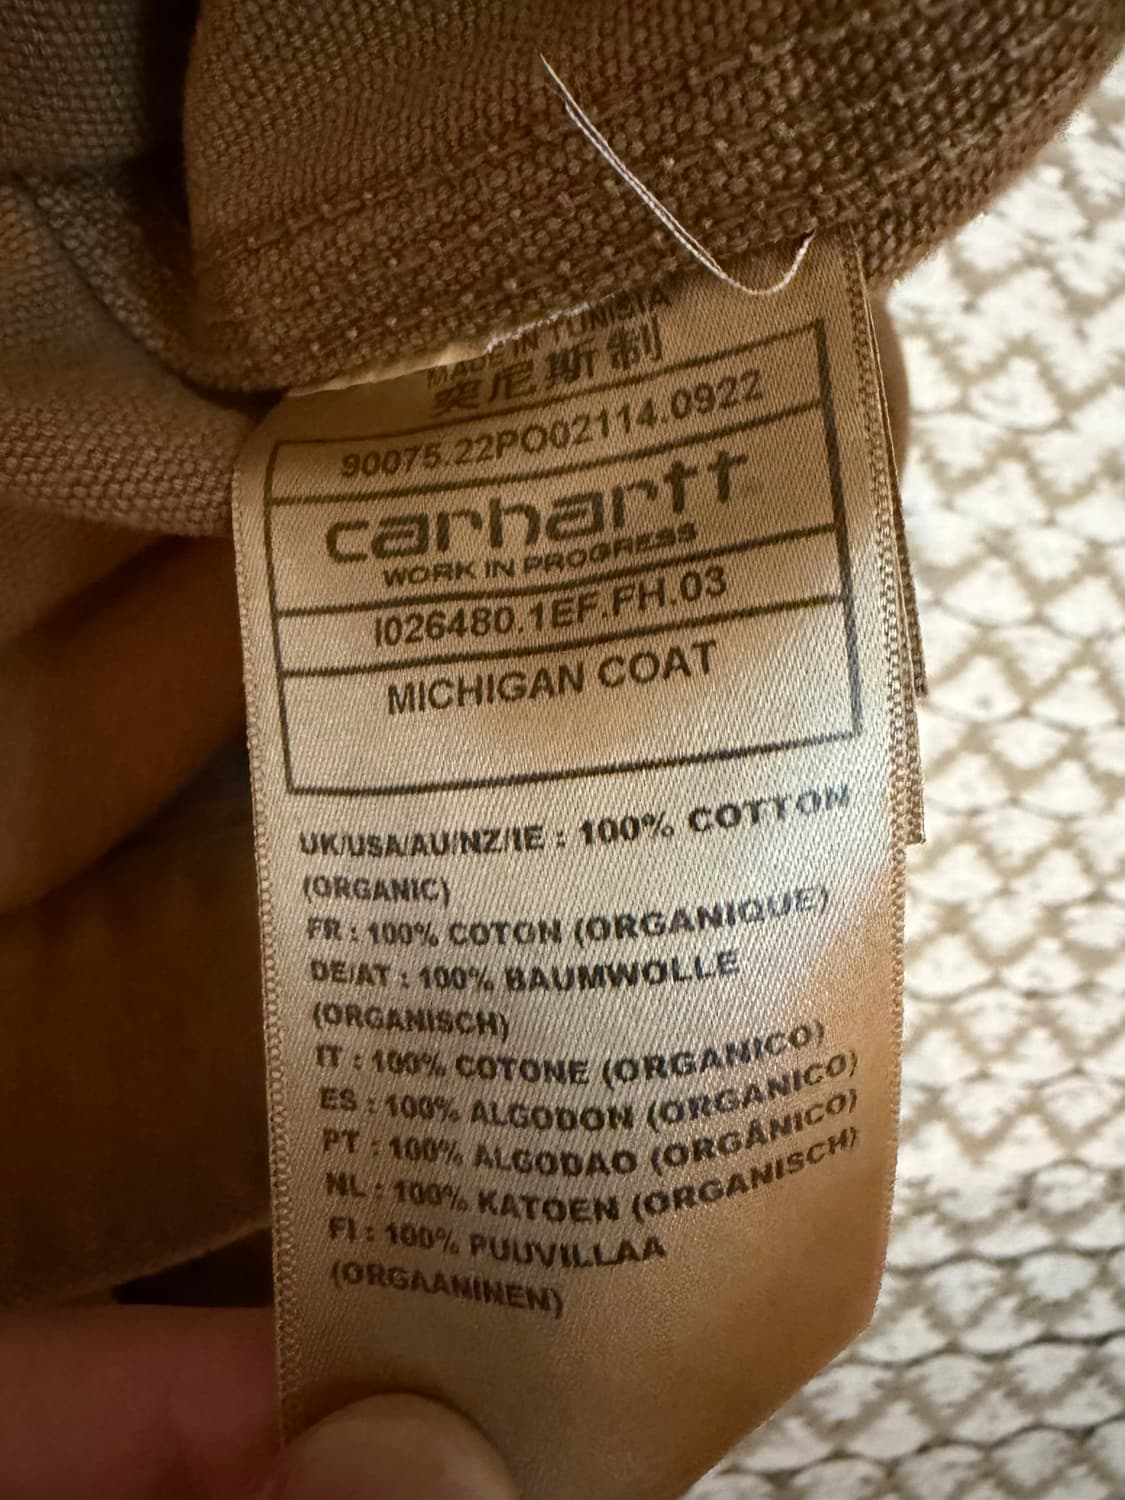 MADE IN TUNISIA
突尼斯制
90075.22PO02114.0922
carhartt
WORK IN PROGRESS
I026480.1EF.FH.03
MICHIGAN COAT
UK/USA/AU/NZ/IE : 100% COTTON
(ORGANIC)
FR : 100% COTON (ORGANIQUE)
DE/AT : 100% BAUMWOLLE
(ORGANISCH)
IT : 100% COTONE (ORGANICO)
ES : 100% ALGODON (ORGANICO)
PT : 100% ALGODAO (ORGÂNICO)
NL : 100% KATOEN (ORGANISCH)
FI : 100% PUUVILLAA
(ORGAANINEN)